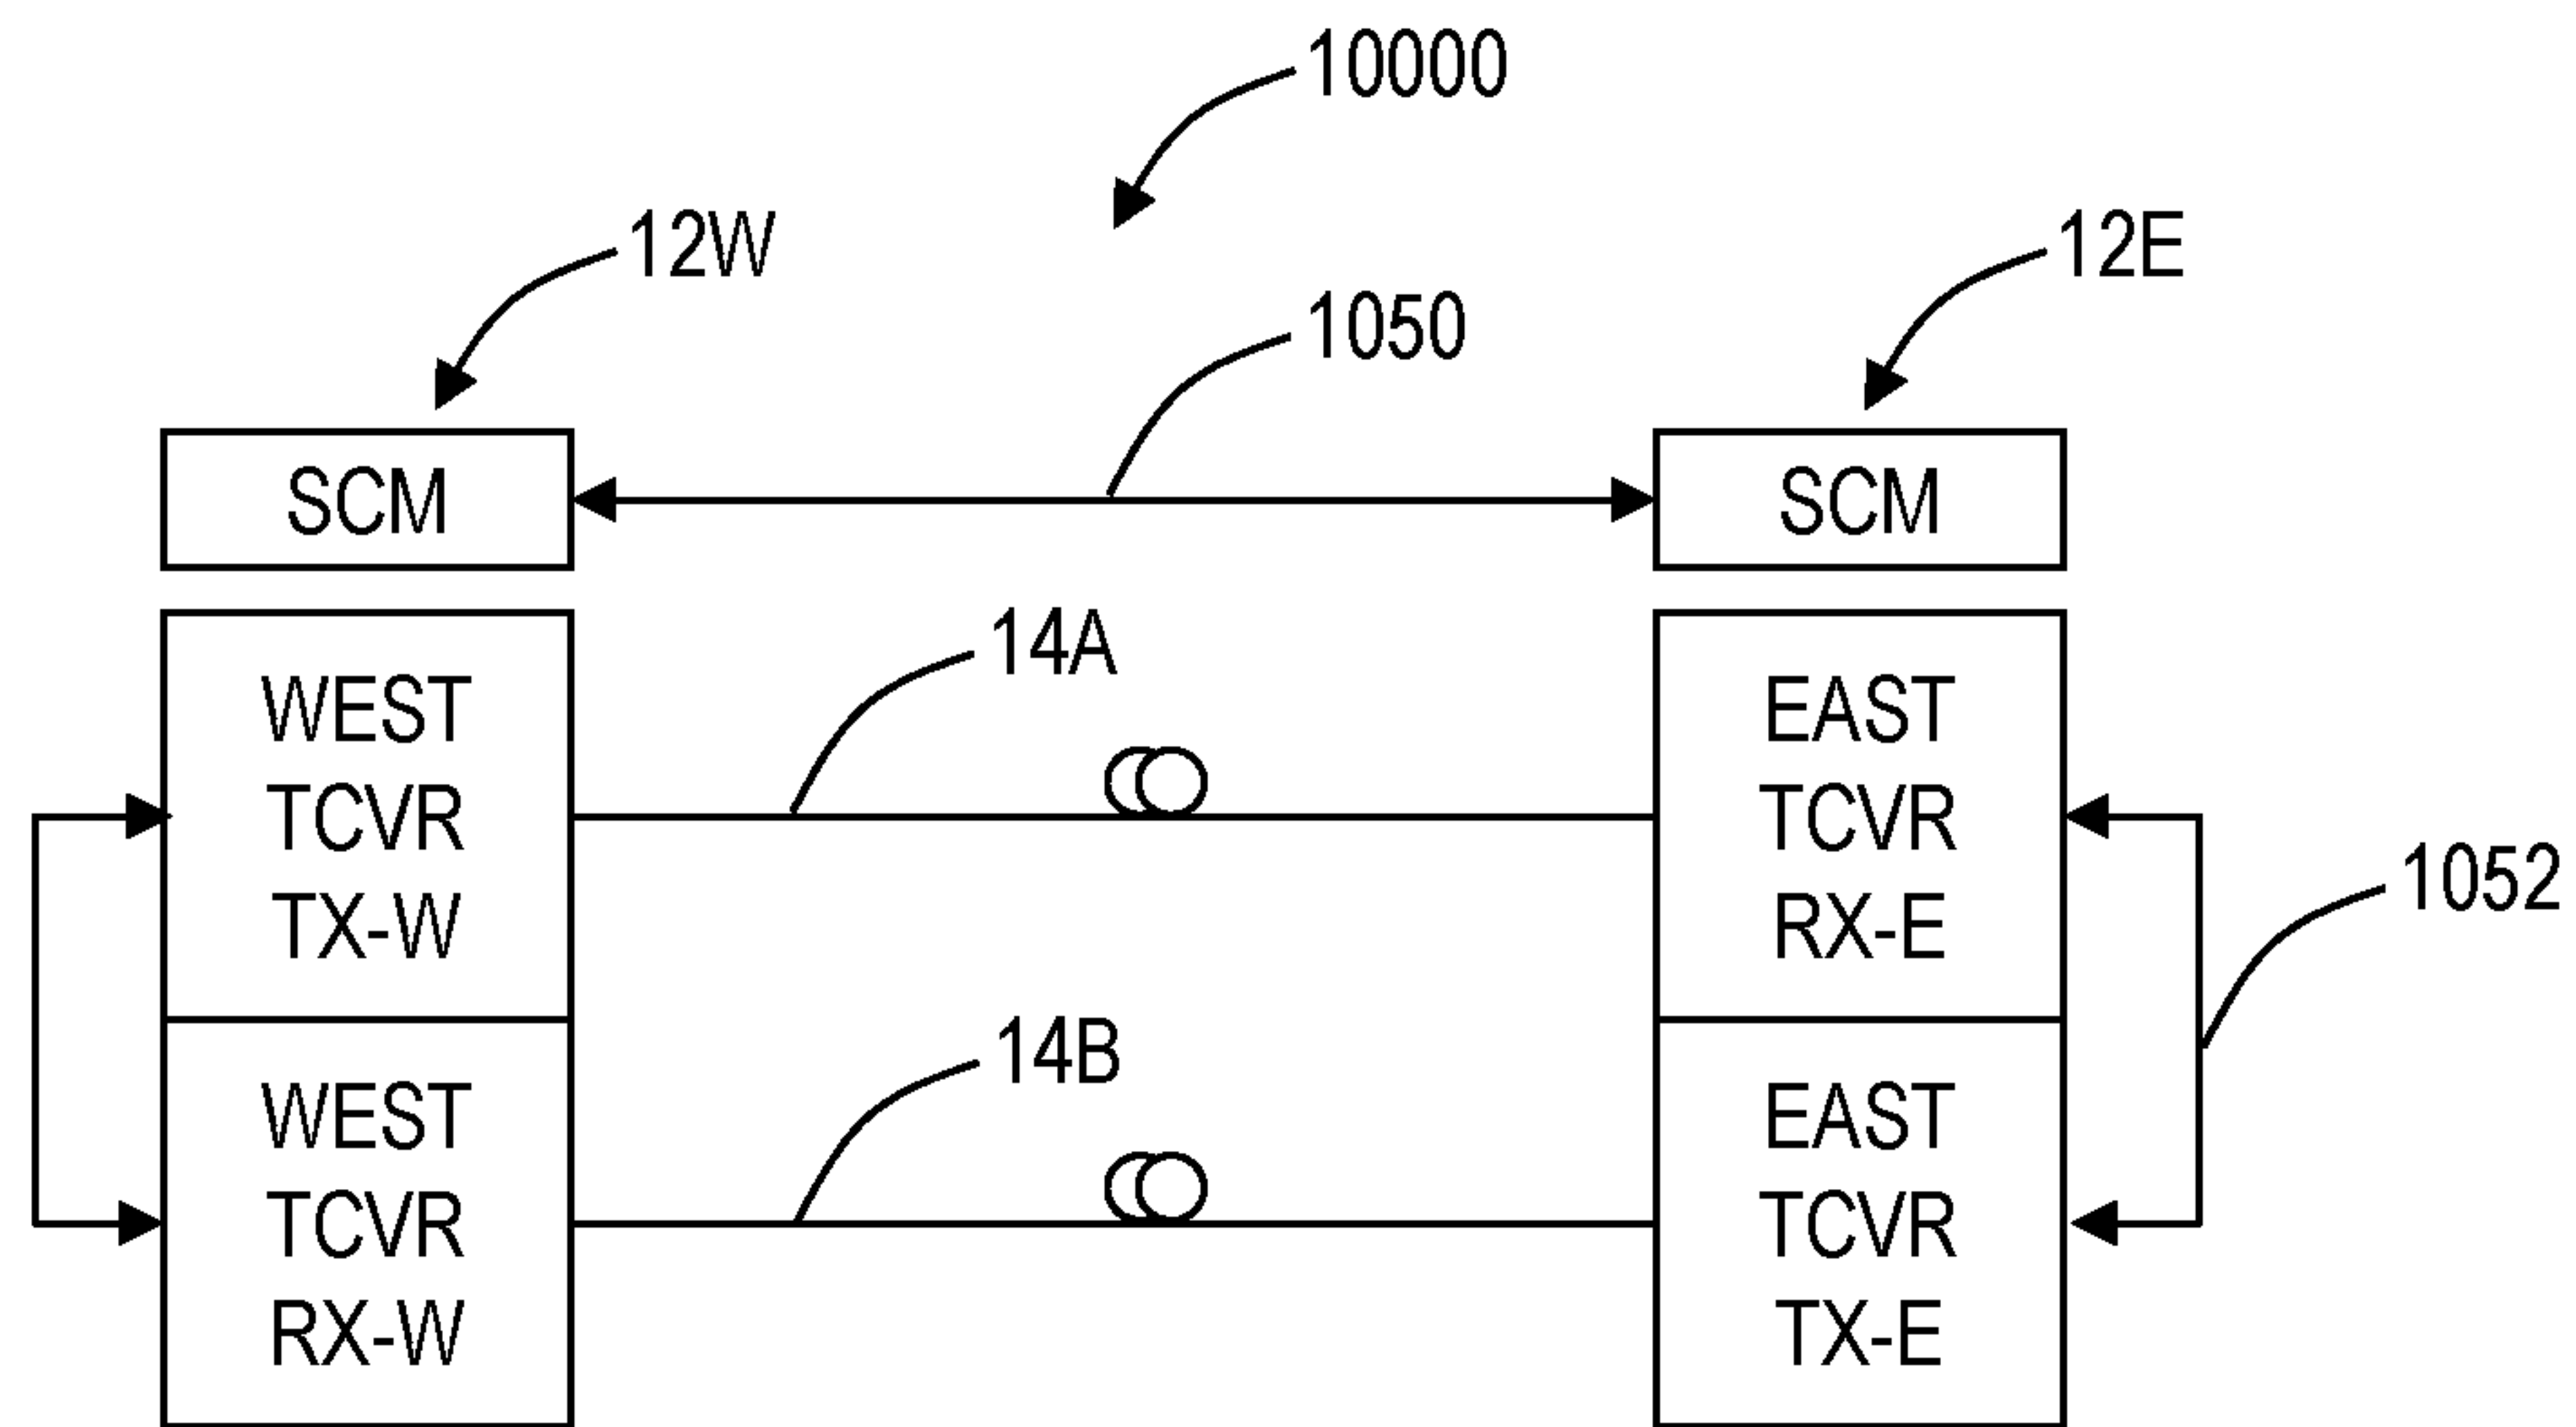 10000
12W
12E
1050
SCM
SCM
14A
WEST
TCVR
TX-W
EAST
TCVR
RX-E
1052
14B
WEST
TCVR
RX-W
EAST
TCVR
TX-E